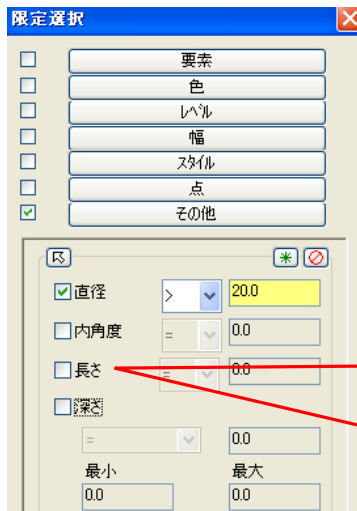 限定選択
要素
色
レベル
幅
スタイル
点
その他
直径 > 20.0
内角度 = 0.0
長さ = 0.0
深さ
= 0.0
最小 最大
0.0 0.0